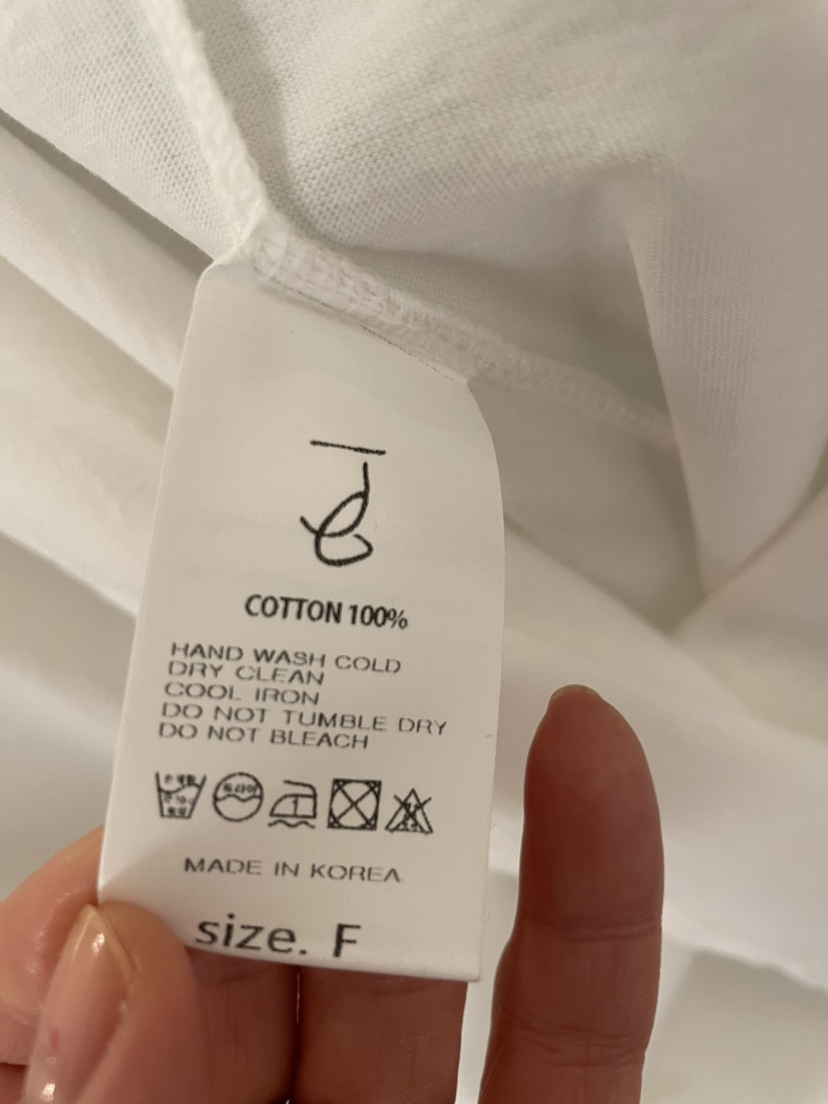 COTTON 100%
HAND WASH COLD
DRY CLEAN
COOL IRON
DO NOT TUMBLE DRY
DO NOT BLEACH
MADE IN KOREA
size. F